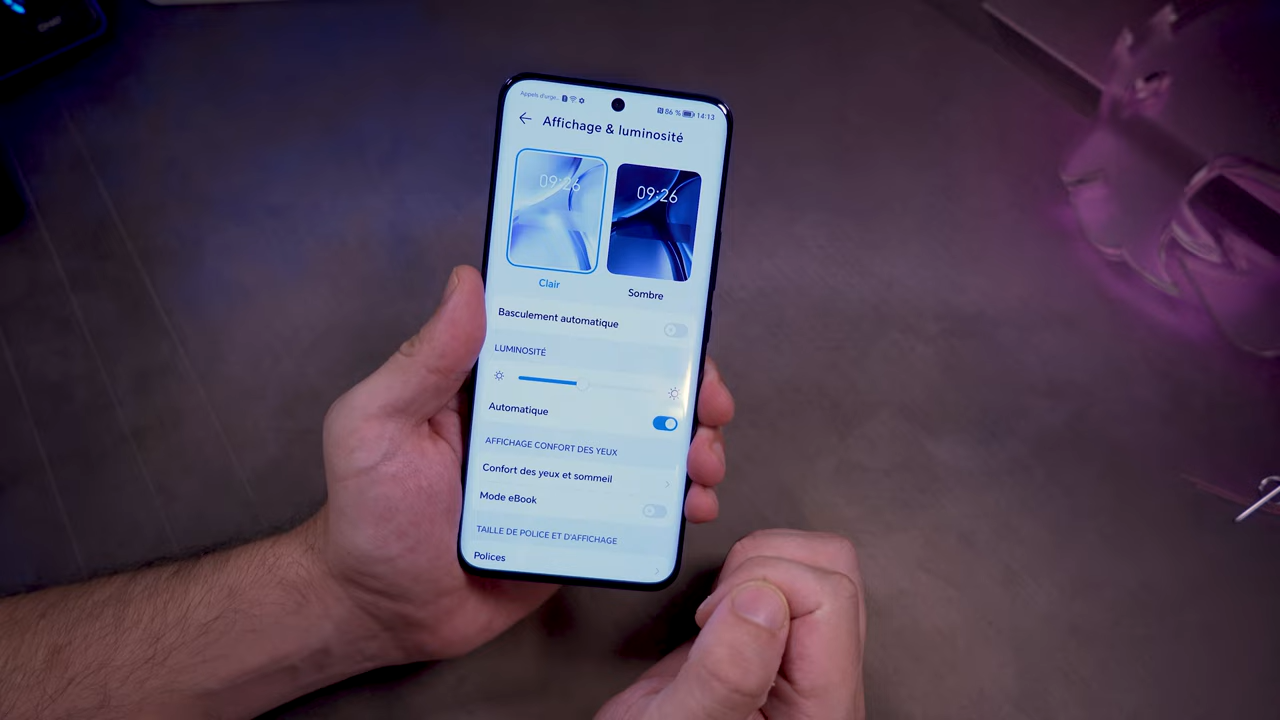 Appels d'urge..
86 % 14:13
Affichage & luminosité
09:26
09:26
Clair
Sombre
Basculement automatique
LUMINOSITÉ
Automatique
AFFICHAGE CONFORT DES YEUX
Confort des yeux et sommeil
Mode eBook
TAILLE DE POLICE ET D'AFFICHAGE
Polices